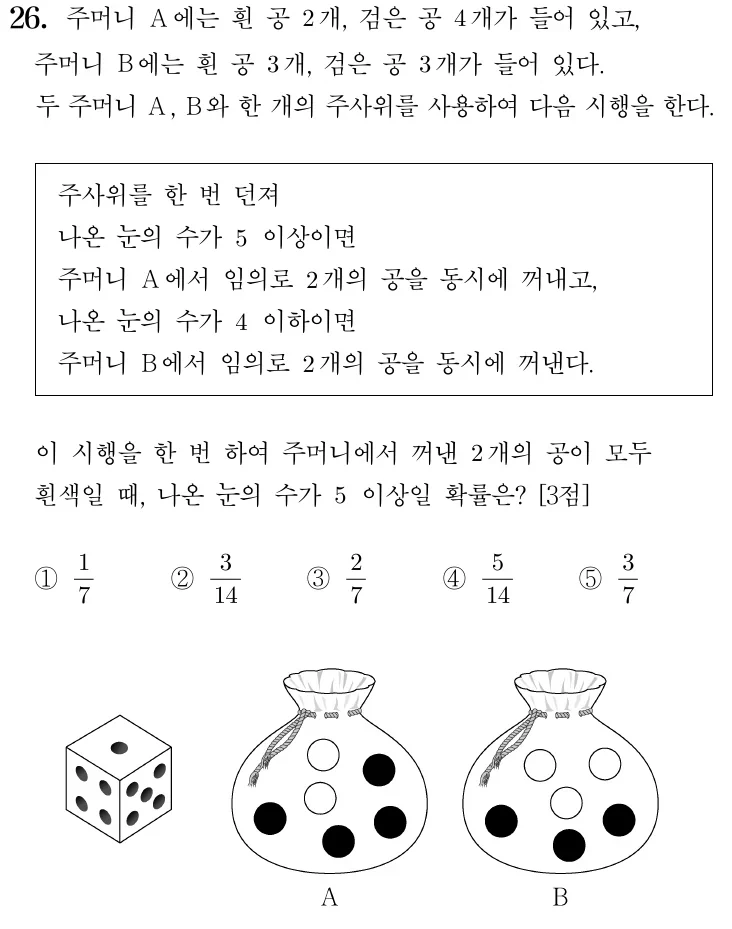 26. 주머니 A에는 흰 공 2개, 검은 공 4개가 들어 있고,
주머니 B에는 흰 공 3개, 검은 공 3개가 들어 있다.
두 주머니 A, B와 한 개의 주사위를 사용하여 다음 시행을 한다.
주사위를 한 번 던져
나온 눈의 수가 5 이상이면
주머니 A에서 임의로 2개의 공을 동시에 꺼내고,
나온 눈의 수가 4 이하이면
주머니 B에서 임의로 2개의 공을 동시에 꺼낸다.
이 시행을 한 번 하여 주머니에서 꺼낸 2개의 공이 모두
흰색일 때, 나온 눈의 수가 5 이상일 확률은? [3점]
① 1/7 ② 3/14 ③ 2/7 ④ 5/14 ⑤ 3/7
A B